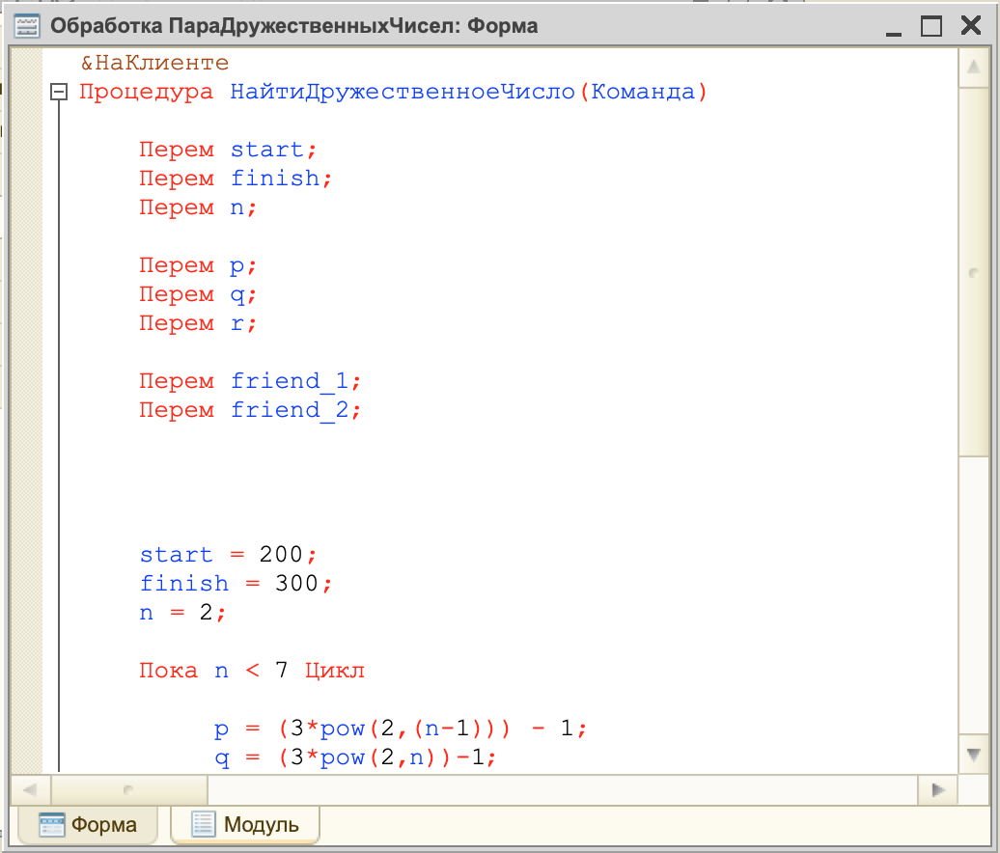 Обработка ПараДружественныхЧисел: Форма
&НаКлиенте
Процедура НайтиДружественноеЧисло(Команда)
Перем start;
Перем finish;
Перем n;
Перем p;
Перем q;
Перем r;
Перем friend_1;
Перем friend_2;
start = 200;
finish = 300;
n = 2;
Пока n < 7 Цикл
p = (3*pow(2,(n-1))) - 1;
q = (3*pow(2,n))-1;
Форма
Модуль